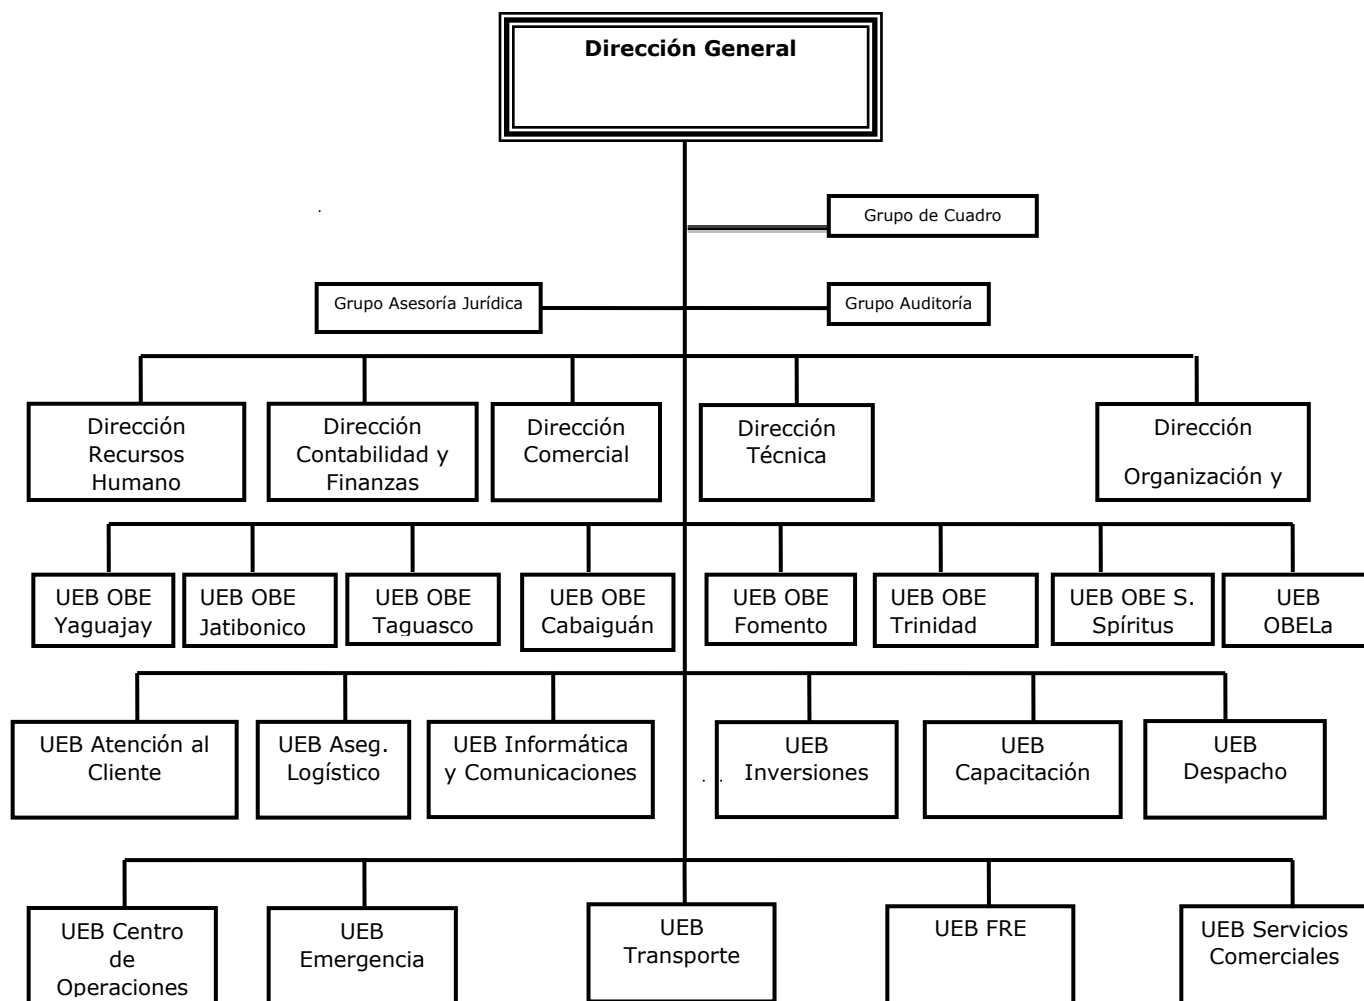 Dirección General
Grupo de Cuadro
Grupo Asesoría Jurídica
Grupo Auditoría
Dirección
Recursos
Humano
Dirección
Contabilidad y
Finanzas
Dirección
Comercial
Dirección
Técnica
Dirección
Organización y
UEB OBE
Yaguajay
UEB OBE
Jatibonico
UEB OBE
Taguasco
UEB OBE
Cabaiguán
UEB OBE
Fomento
UEB OBE
Trinidad
UEB OBE S.
Spíritus
UEB
OBELa
UEB Atención al
Cliente
UEB Aseg.
Logístico
UEB Informática
y Comunicaciones
UEB
Inversiones
UEB
Capacitación
UEB
Despacho
UEB Centro
de
Operaciones
UEB
Emergencia
UEB
Transporte
UEB FRE
UEB Servicios
Comerciales